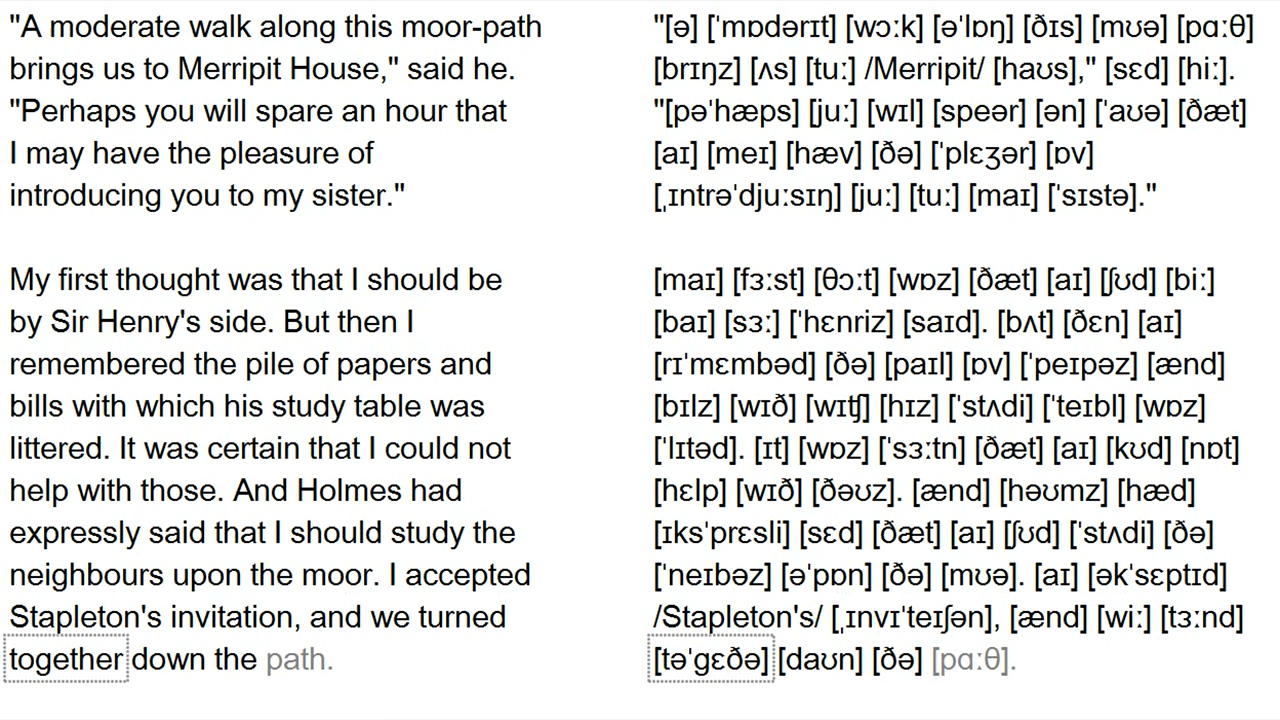 "A moderate walk along this moor-path
brings us to Merripit House," said he.
"Perhaps you will spare an hour that
I may have the pleasure of
introducing you to my sister."
My first thought was that I should be
by Sir Henry's side. But then I
remembered the pile of papers and
bills with which his study table was
littered. It was certain that I could not
help with those. And Holmes had
expressly said that I should study the
neighbours upon the moor. I accepted
Stapleton's invitation, and we turned
together down the path.
"[ə] [ˈmɒdərɪt] [wɔːk] [əˈlɒŋ] [ðɪs] [mʊə] [pɑːθ]
[brɪŋz] [ʌs] [tuː] /Merripit/ [haʊs]," [sɛd] [hiː].
"[pəˈhæps] [juː] [wɪl] [speər] [ən] [ˈaʊə] [ðæt]
[aɪ] [meɪ] [hæv] [ðə] [ˈplɛʒər] [ɒv]
[ˌɪntrəˈdjuːsɪŋ] [juː] [tuː] [maɪ] [ˈsɪstə]."
[maɪ] [fɜːst] [θɔːt] [wɒz] [ðæt] [aɪ] [ʃʊd] [biː]
[baɪ] [sɜː] [ˈhɛnriz] [saɪd]. [bʌt] [ðɛn] [aɪ]
[rɪˈmɛmbəd] [ðə] [paɪl] [ɒv] [ˈpeɪpəz] [ænd]
[bɪlz] [wɪð] [wɪʧ] [hɪz] [ˈstʌdi] [ˈteɪbl] [wɒz]
[ˈlɪtəd]. [ɪt] [wɒz] [ˈsɜːtn] [ðæt] [aɪ] [kʊd] [nɒt]
[hɛlp] [wɪð] [ðəʊz]. [ænd] [həʊmz] [hæd]
[ɪksˈprɛsli] [sɛd] [ðæt] [aɪ] [ʃʊd] [ˈstʌdi] [ðə]
[ˈneɪbəz] [əˈpɒn] [ðə] [mʊə]. [aɪ] [əkˈsɛptɪd]
/Stapleton's/ [ˌɪnvɪˈteɪʃən], [ænd] [wiː] [tɜːnd]
[təˈgɛðə] [daʊn] [ðə] [pɑːθ].